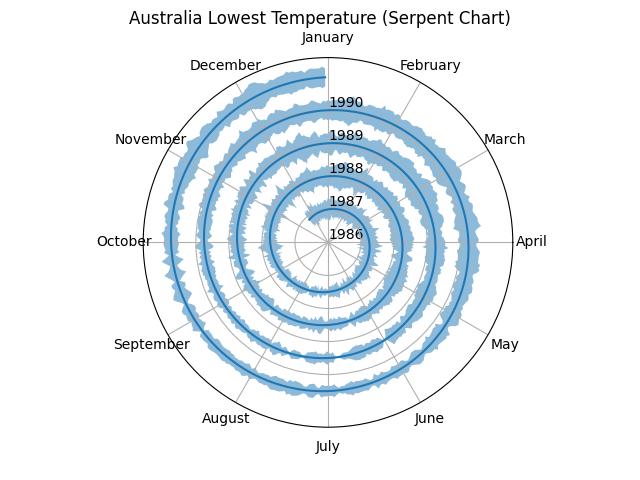 Australia Lowest Temperature (Serpent Chart)
January
December
February
1990
November
1989
March
1988
1987
1986
October
April
September
May
August
June
July